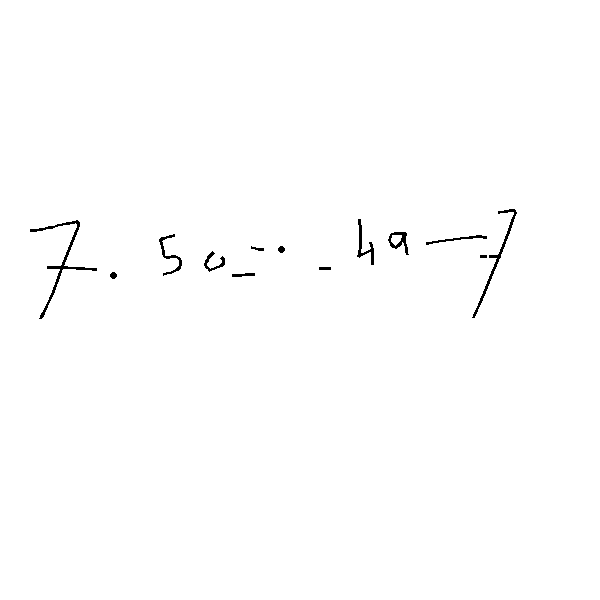 7. 50 _ - . _ 49 — 7